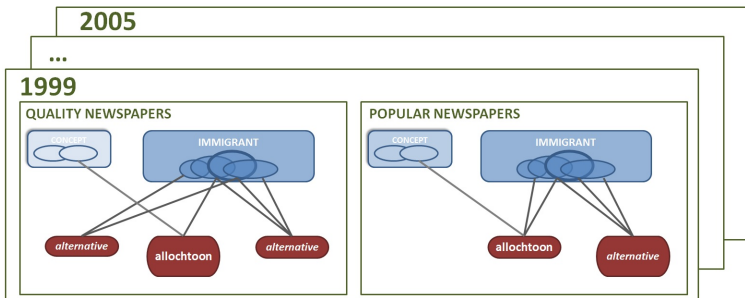 2005
...
1999
QUALITY NEWSPAPERS
CONCEPT
IMMIGRANT
alternative
allochtoon
alternative
POPULAR NEWSPAPERS
CONCEPT
IMMIGRANT
allochtoon
alternative